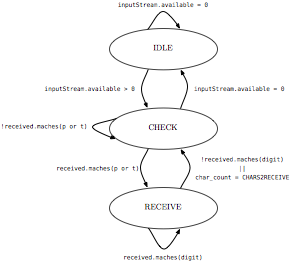 inputStream.available = 0
IDLE
inputStream.available > 0
inputStream.available = 0
!received.maches(p or t)
CHECK
received.maches(p or t)
!received.maches(digit)
||
char_count = CHARS2RECEIVE
RECEIVE
received.maches(digit)